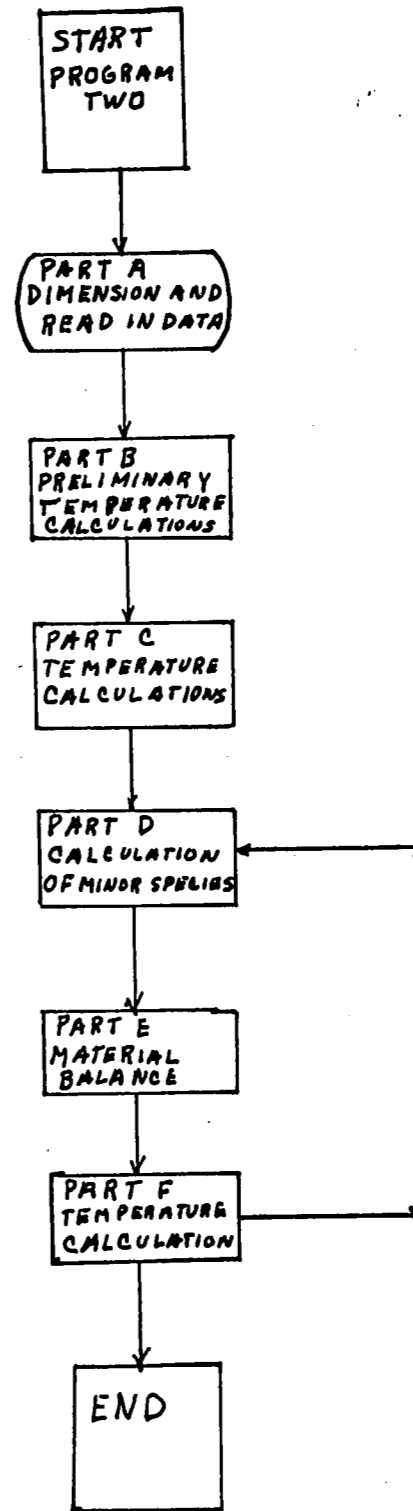 START
PROGRAM
TWO
PART A
DIMENSION AND
READ IN DATA
PART B
PRELIMINARY
TEMPERATURE
CALCULATIONS
PART C
TEMPERATURE
CALCULATIONS
PART D
CALCULATION
OF MINOR SPECIES
PART E
MATERIAL
BALANCE
PART F
TEMPERATURE
CALCULATION
END